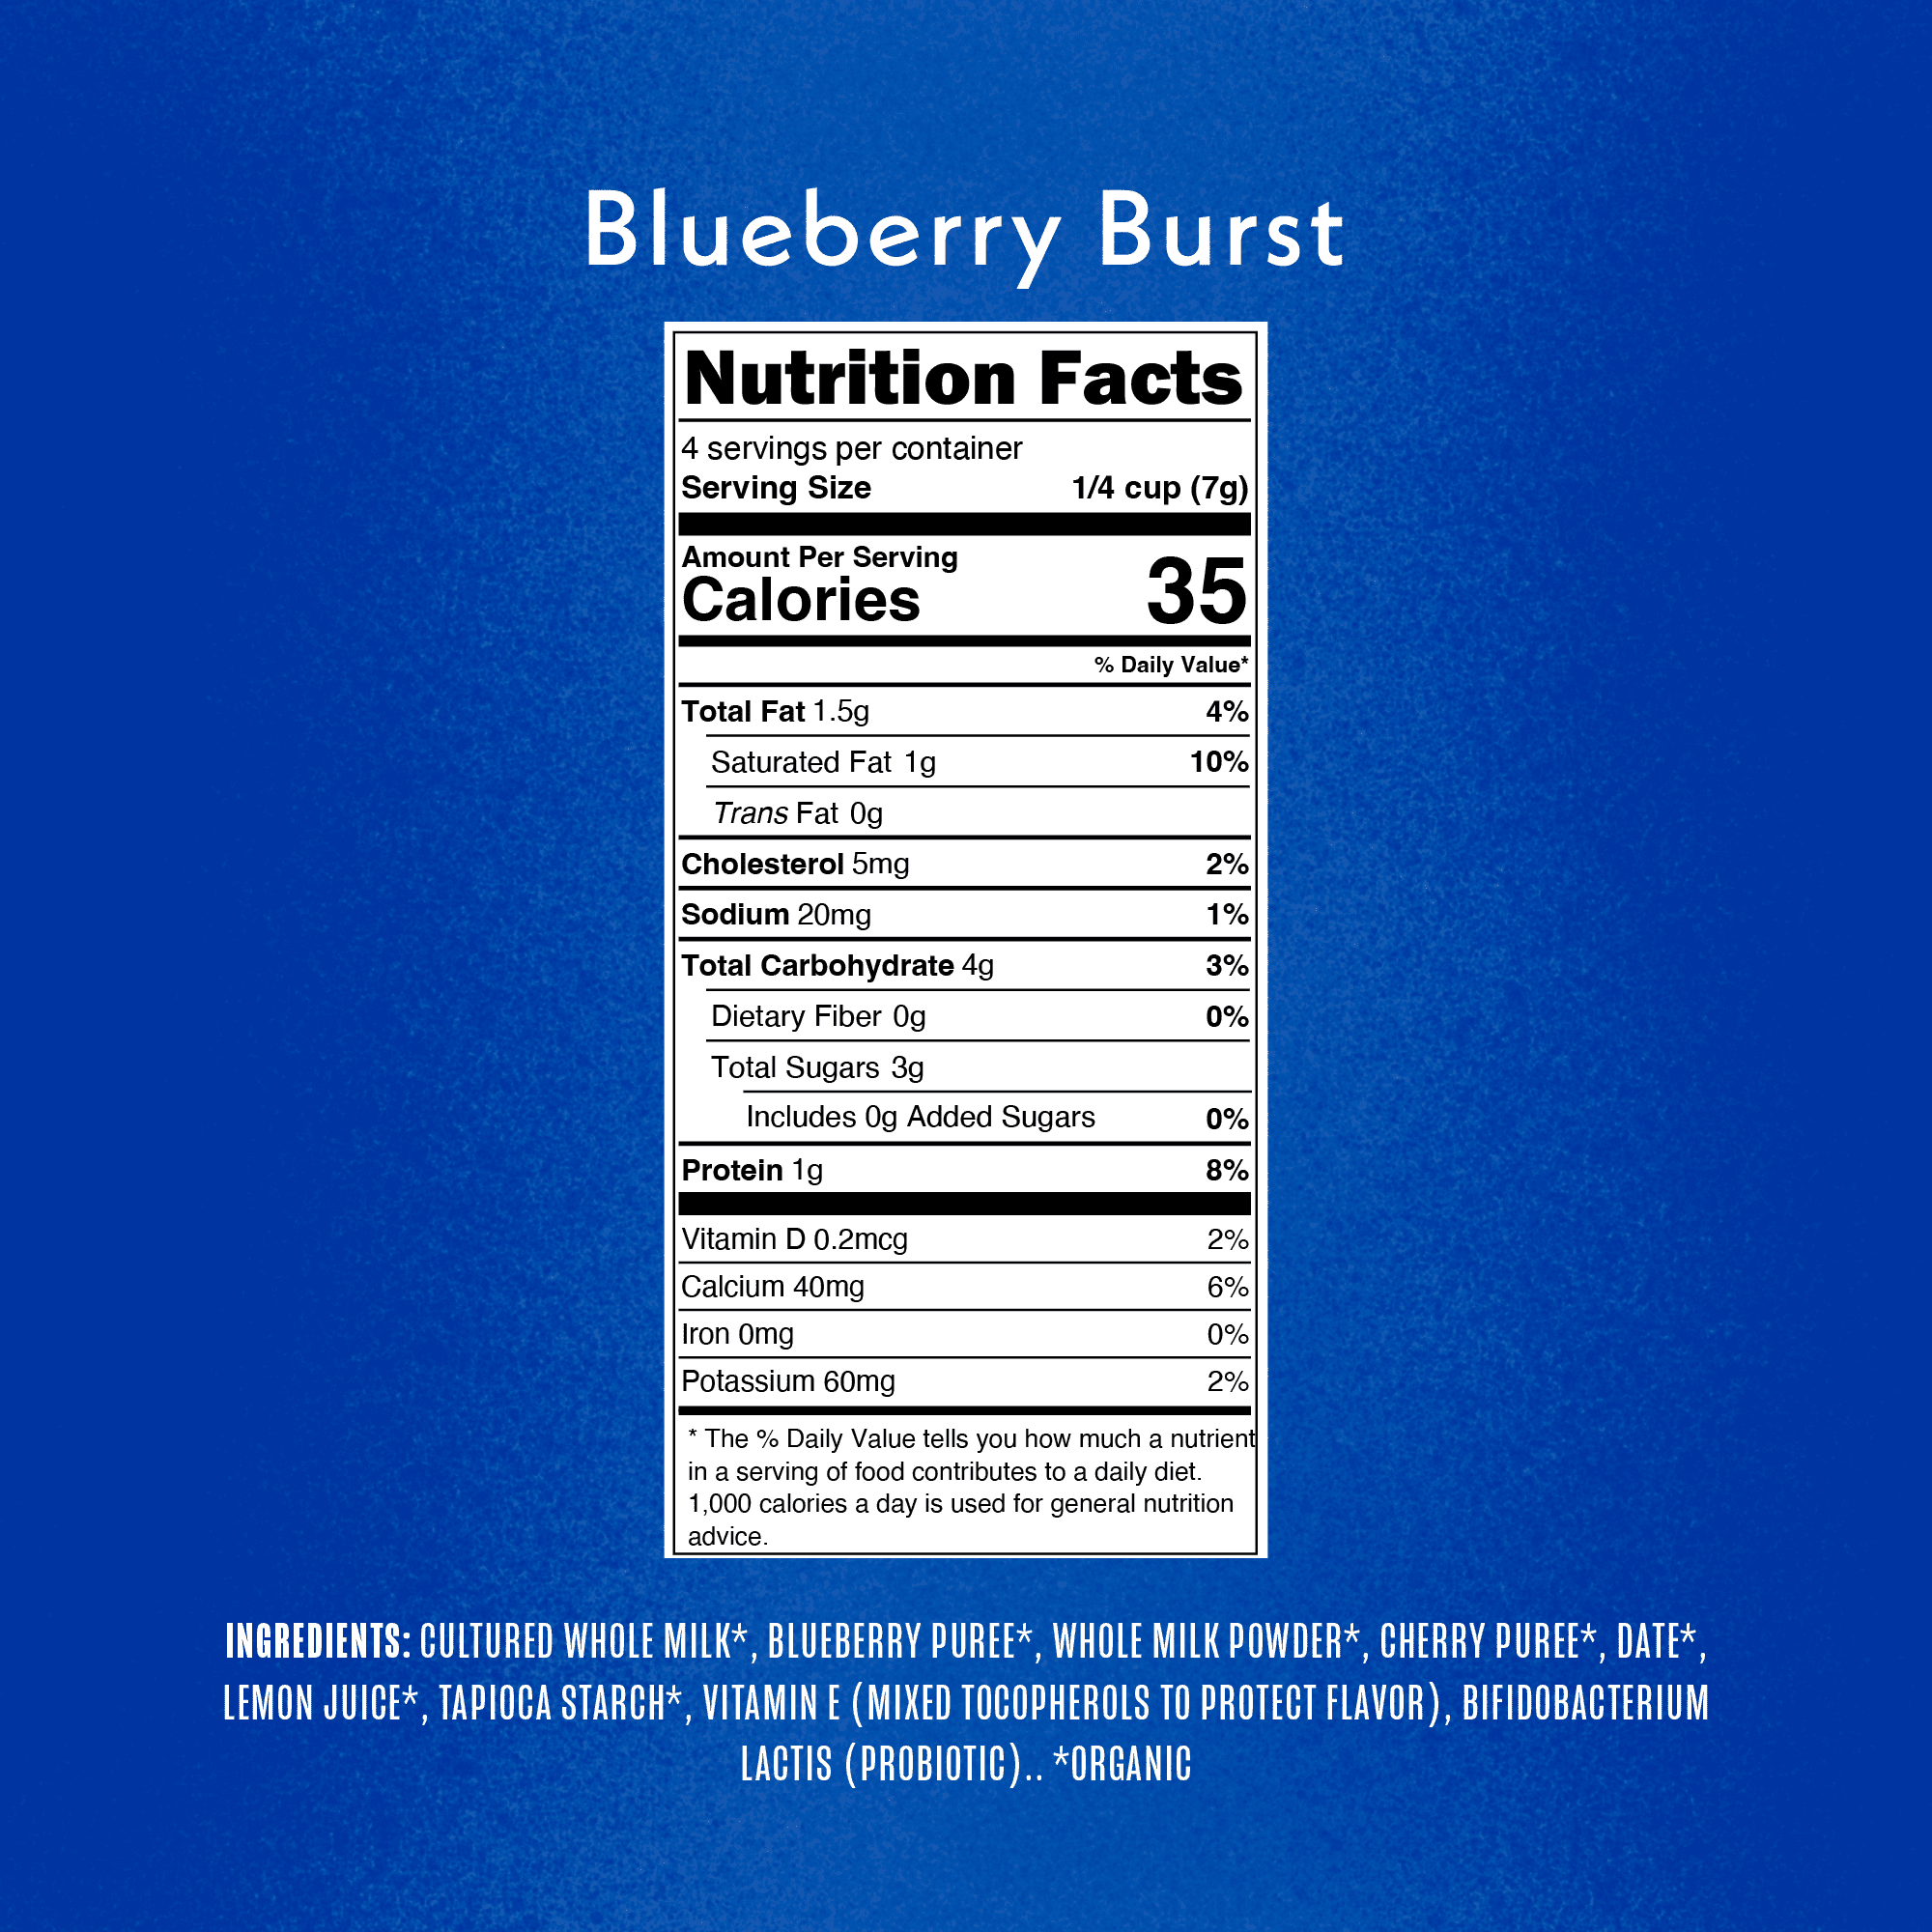 Blueberry Burst
Nutrition Facts
4 servings per container
Serving Size 1/4 cup (7g)
Amount Per Serving
Calories 35
% Daily Value*
Total Fat 1.5g 4%
Saturated Fat 1g 10%
Trans Fat 0g
Cholesterol 5mg 2%
Sodium 20mg 1%
Total Carbohydrate 4g 3%
Dietary Fiber 0g 0%
Total Sugars 3g
Includes 0g Added Sugars 0%
Protein 1g 8%
Vitamin D 0.2mcg 2%
Calcium 40mg 6%
Iron 0mg 0%
Potassium 60mg 2%
* The % Daily Value tells you how much a nutrient
in a serving of food contributes to a daily diet.
1,000 calories a day is used for general nutrition
advice.
INGREDIENTS: CULTURED WHOLE MILK*, BLUEBERRY PUREE*, WHOLE MILK POWDER*, CHERRY PUREE*, DATE*,
LEMON JUICE*, TAPIOCA STARCH*, VITAMIN E (MIXED TOCOPHEROLS TO PROTECT FLAVOR), BIFIDOBACTERIUM
LACTIS (PROBIOTIC).. *ORGANIC